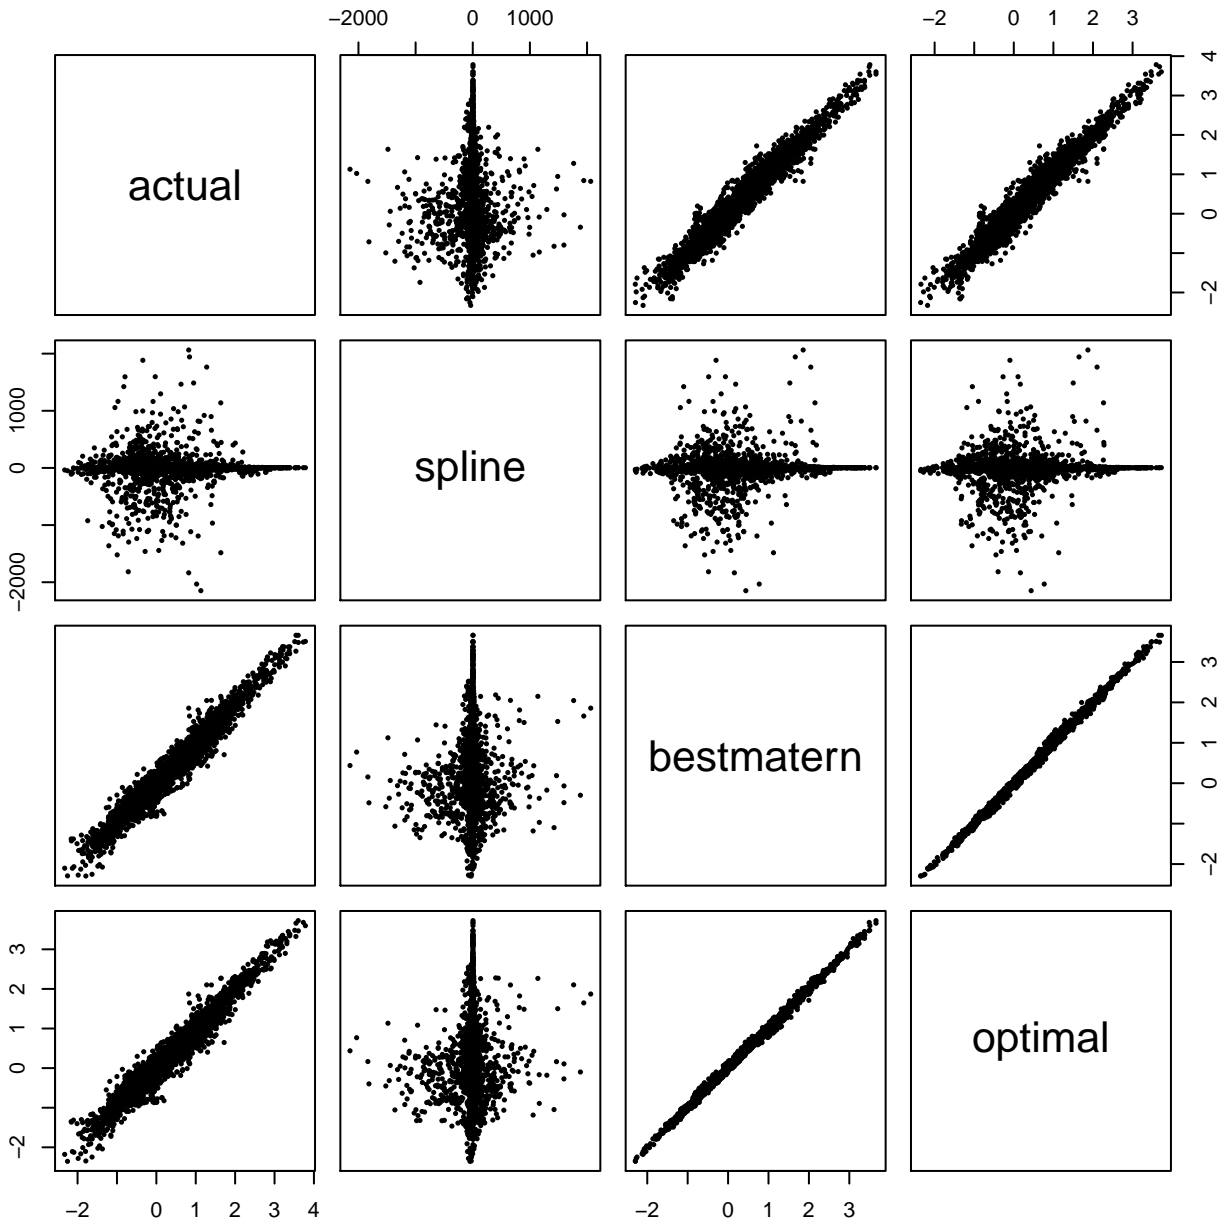 −2000 0 1000 −2 0 1 2 3
actual
−2 0 1 2 3 4
−2000 0 1000
spline
bestmatern
−2 0 1 2 3
0 1 2 3
−2
optimal
−2 0 1 2 3 4 −2 0 1 2 3